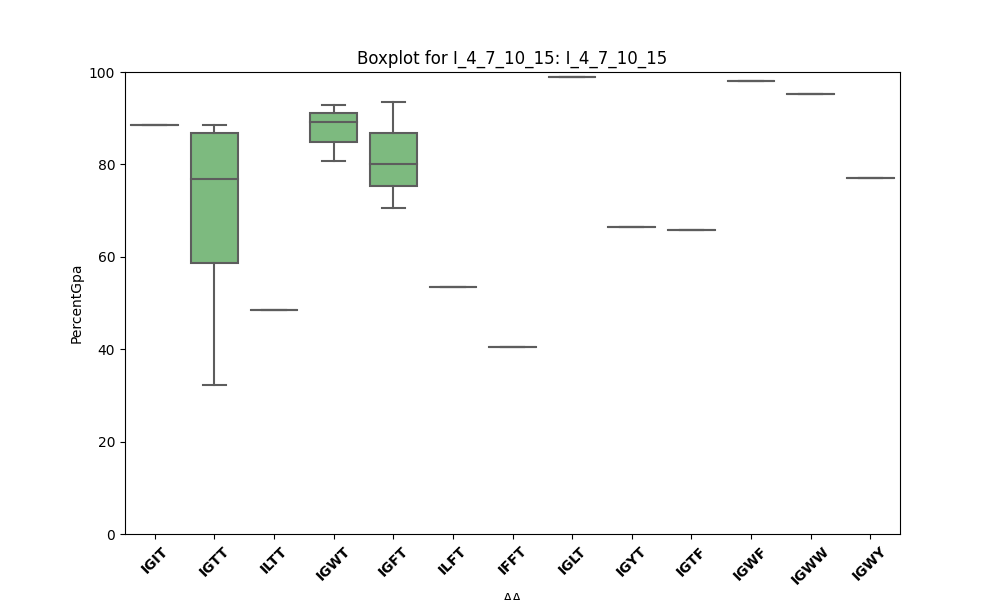 Boxplot for I_4_7_10_15: I_4_7_10_15
100
80
60
40
20
0
PercentGpa
IGIT
IGTT
ILTT
IGWT
IGFT
ILFT
IFFT
IGLT
IGYT
IGTF
IGWF
IGWW
IGWY
AA